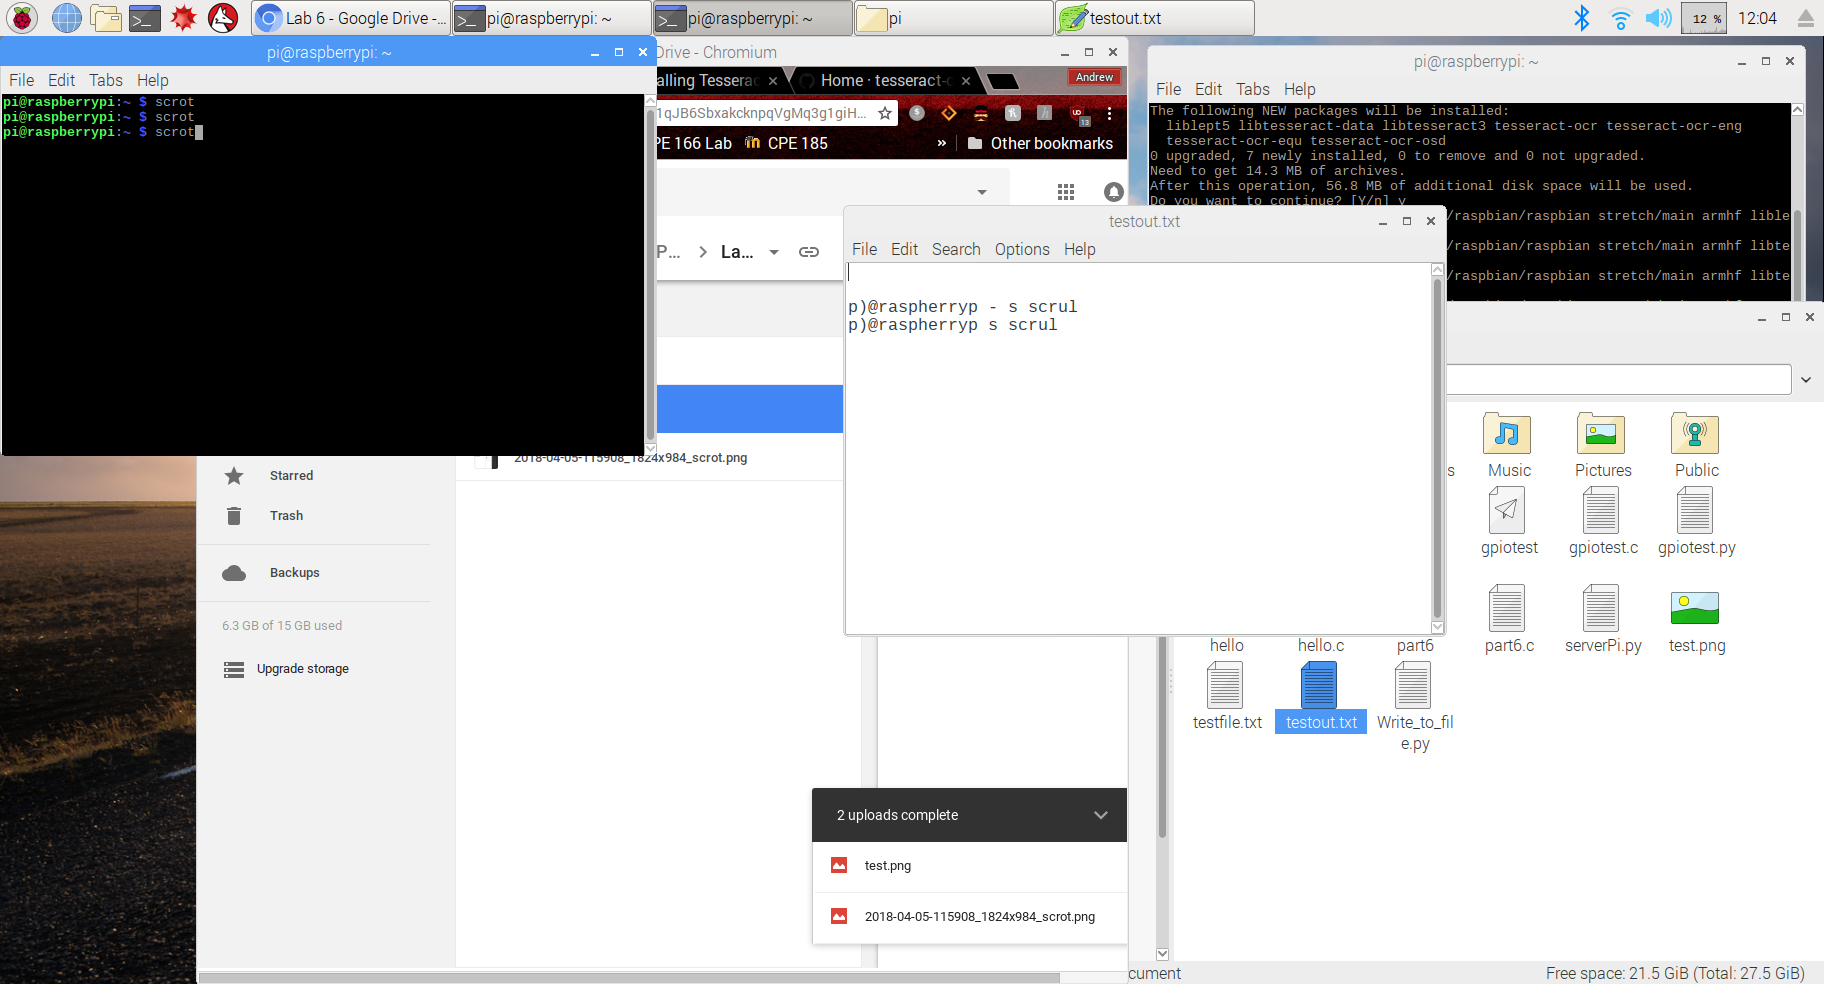 Lab 6 - Google Drive -...
pi@raspberrypi: ~
pi@raspberrypi: ~
pi
testout.txt
12 %
12:04
pi@raspberrypi: ~
File Edit Tabs Help
pi@raspberrypi:~ $ scrot
pi@raspberrypi:~ $ scrot
pi@raspberrypi:~ $ scrot
Drive - Chromium
alling Tesserac
Home · tesseract-o
Andrew
1qJB6SbxakcknpqVgMq3g1giH...
13
PE 166 Lab
CPE 185
»
Other bookmarks
P...
La...
2018-04-05-115908_1824x984_scrot.png
Starred
Trash
Backups
6.3 GB of 15 GB used
Upgrade storage
2 uploads complete
test.png
2018-04-05-115908_1824x984_scrot.png
testout.txt
File Edit Search Options Help
p)@raspherryp - s scrul
p)@raspherryp s scrul
pi@raspberrypi: ~
File Edit Tabs Help
The following NEW packages will be installed:
liblept5 libtesseract-data libtesseract3 tesseract-ocr tesseract-ocr-eng
tesseract-ocr-equ tesseract-ocr-osd
0 upgraded, 7 newly installed, 0 to remove and 0 not upgraded.
Need to get 14.3 MB of archives.
After this operation, 56.8 MB of additional disk space will be used.
Do you want to continue? [Y/n] y
/raspbian/raspbian stretch/main armhf lible
/raspbian/raspbian stretch/main armhf libte
/raspbian/raspbian stretch/main armhf libte
s
Music
Pictures
Public
gpiotest
gpiotest.c
gpiotest.py
hello
hello.c
part6
part6.c
serverPi.py
test.png
testfile.txt
testout.txt
Write_to_fil
e.py
cument
Free space: 21.5 GiB (Total: 27.5 GiB)